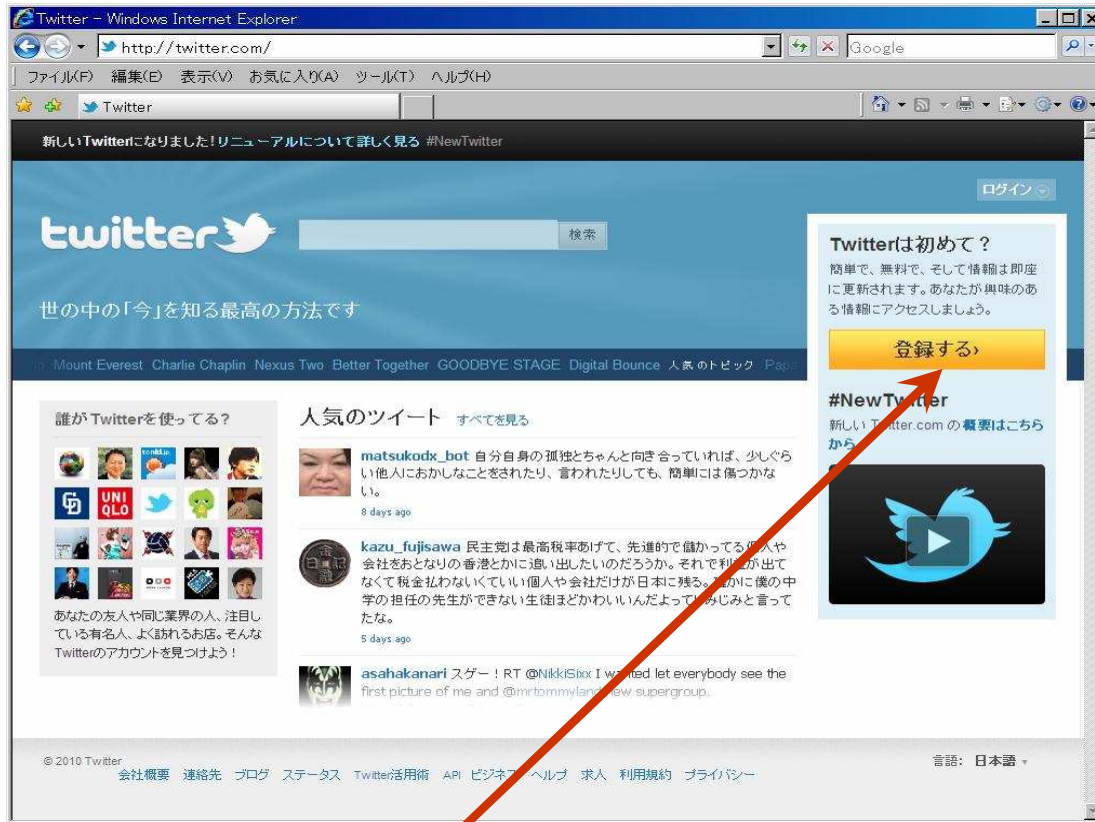 Twitter - Windows Internet Explorer
http://twitter.com/
Google
ファイル(F) 編集(E) 表示(V) お気に入り(A) ツール(T) ヘルプ(H)
Twitter
新しいTwitterになりました!リニューアルについて詳しく見る #NewTwitter
ログイン
twitter
検索
世の中の「今」を知る最高の方法です
Mount Everest Charlie Chaplin Nexus Two Better Together GOODBYE STAGE Digital Bounce 人気のトピック Papa
Twitterは初めて?
簡単で、無料で、そして情報は即座
に更新されます。あなたが興味のあ
る情報にアクセスしましょう。
登録する›
#NewTwitter
新しい Twitter.com の概要はこちら
から
誰がTwitterを使ってる?
UNI
QLO
あなたの友人や同じ業界の人、注目し
ている有名人、よく訪れるお店。そんな
Twitterのアカウントを見つけよう!
人気のツイート すべてを見る
matsukodx_bot 自分自身の孤独とちゃんと向き合っていれば、少しぐら
い他人におかしなことをされたり、言われたりしても、簡単には傷つかな
い。
8 days ago
kazu_fujisawa 民主党は最高税率あげて、先進的で儲かってる個人や
会社をおとなりの香港とかに追い出したいのだろうか。それで利益が出て
なくて税金払わないくていい個人や会社だけが日本に残る。確かに僕の中
学の担任の先生ができない生徒ほどかわいいんだよってしみじみと言って
たな。
5 days ago
asahakanari スゲー!RT @NikkiSixx I wanted let everybody see the
first picture of me and @mrtommyland new supergroup.
© 2010 Twitter
会社概要 連絡先 ブログ ステータス Twitter活用術 API ビジネス ヘルプ 求人 利用規約 プライバシー
言語: 日本語